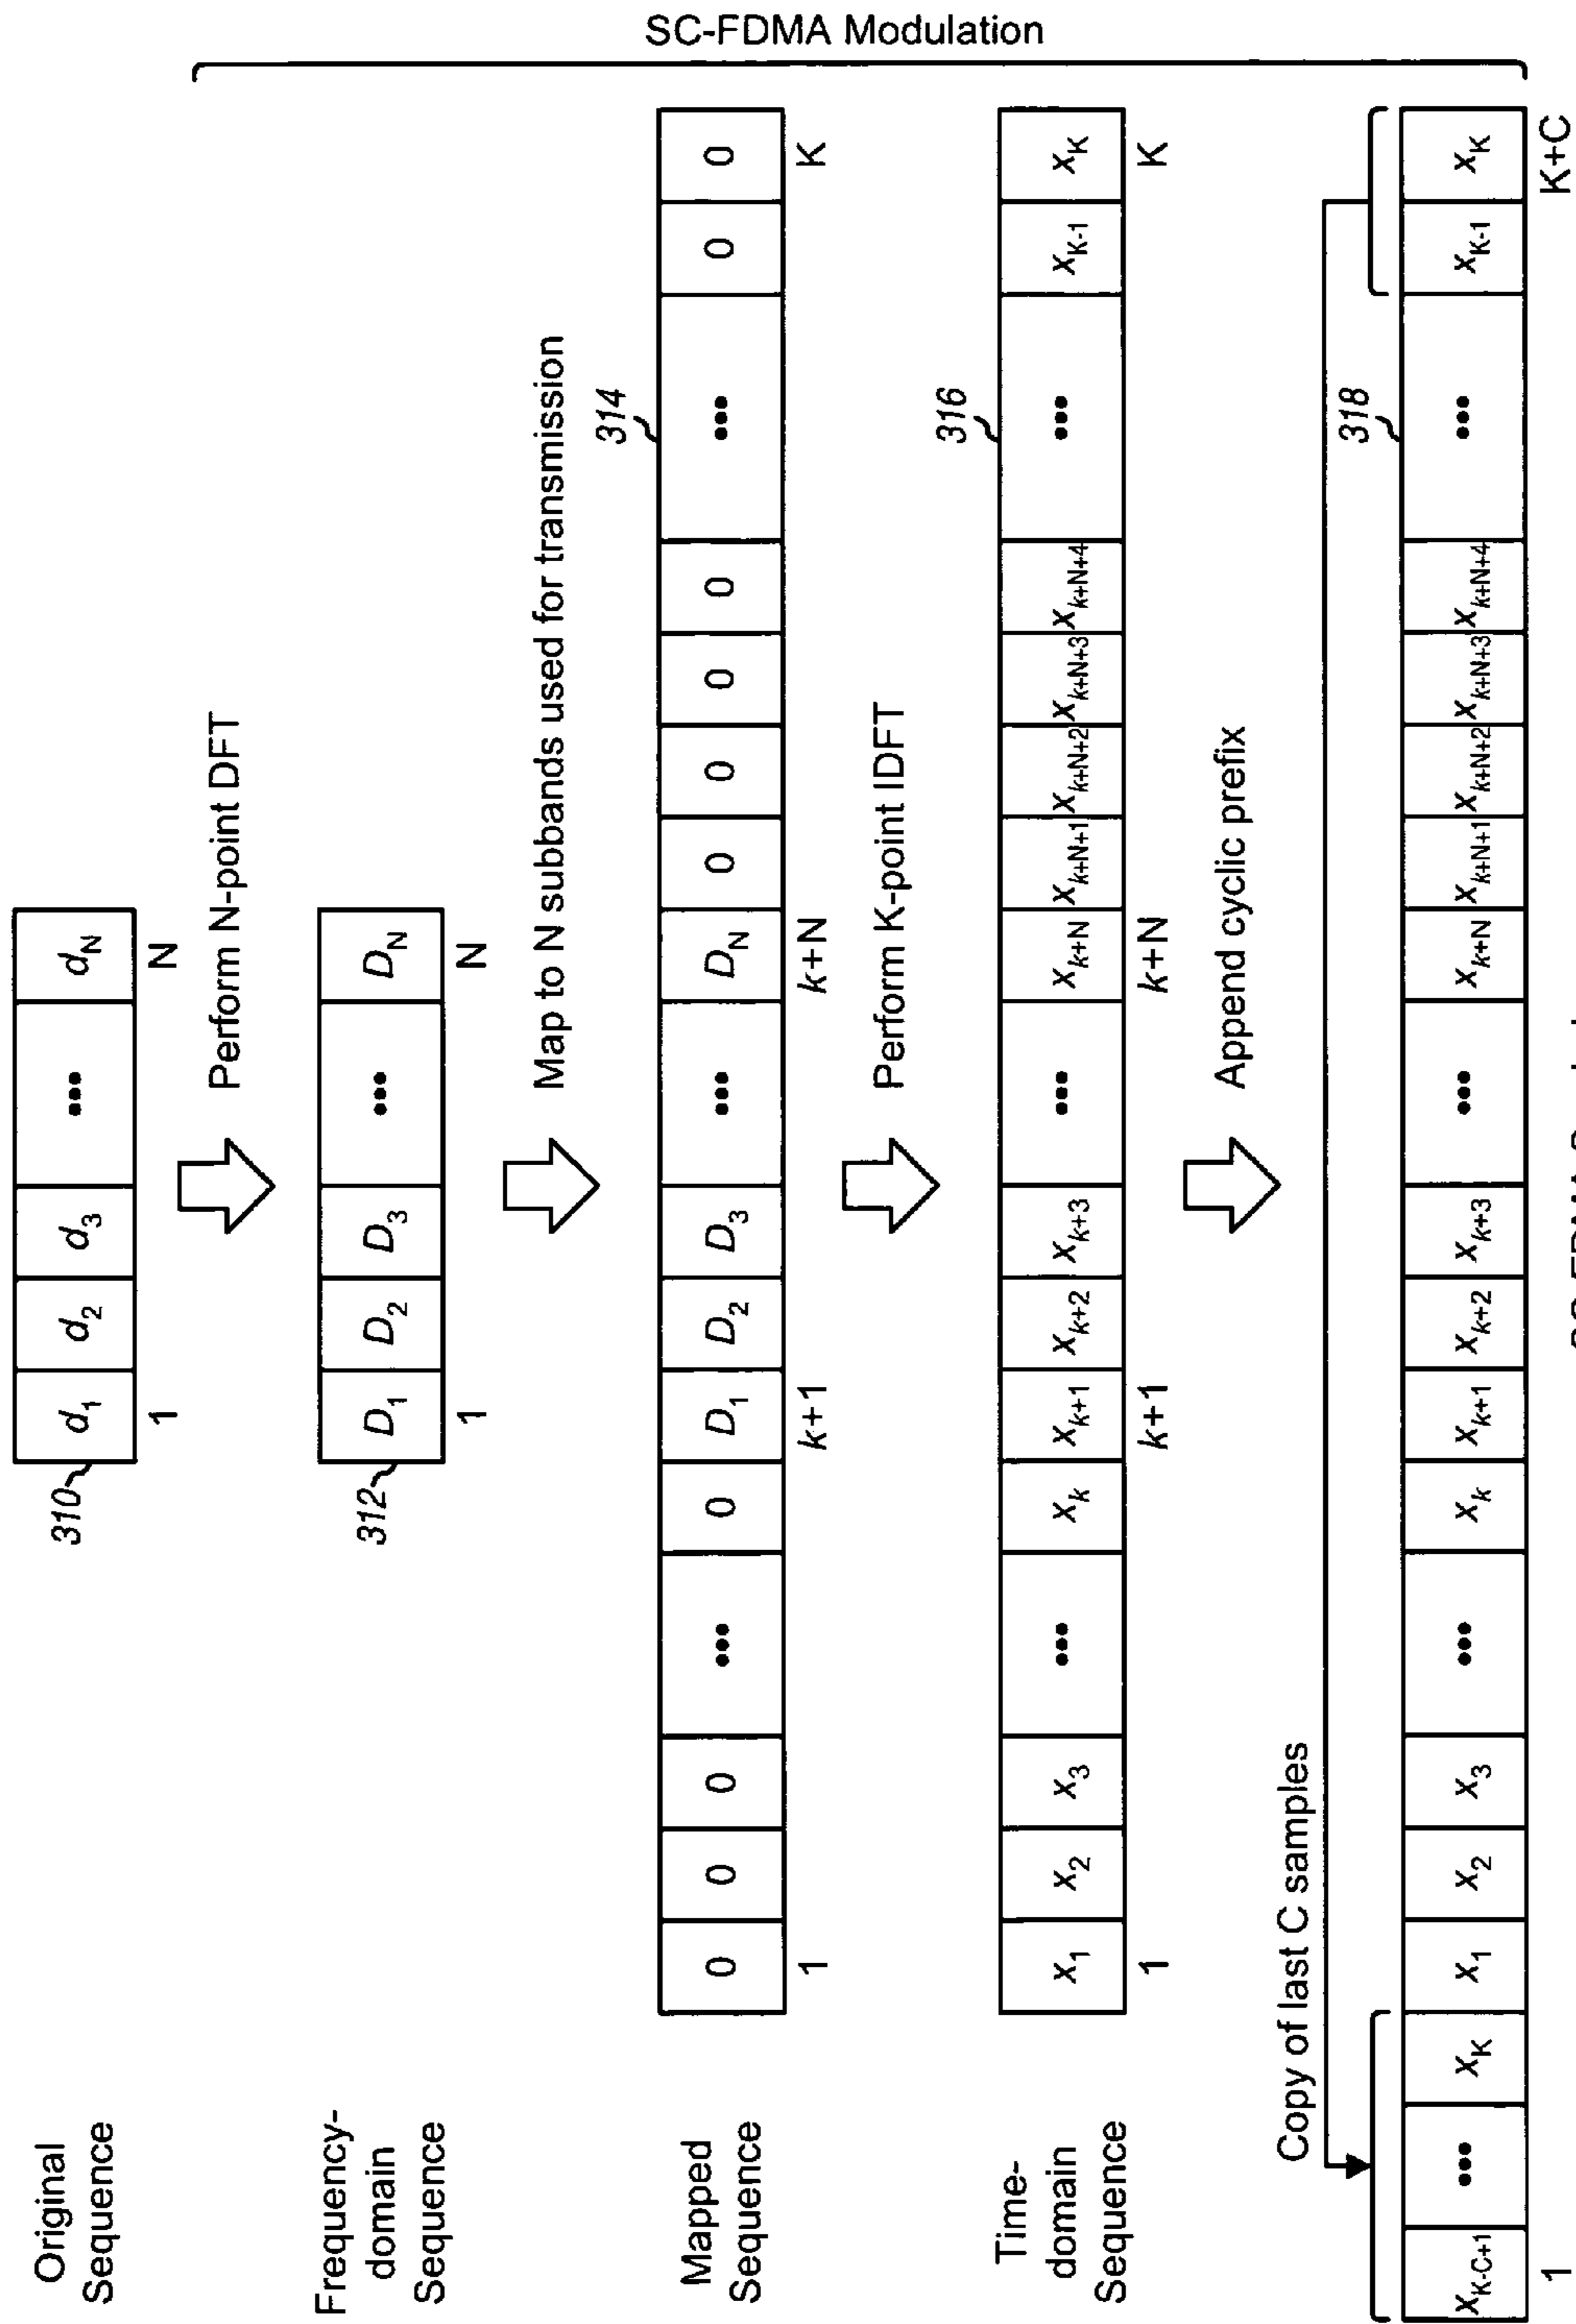 Original
Sequence
310
d1 d2 d3 ••• dN
1 N
Perform N-point DFT
SC-FDMA Modulation
Frequency-
domain
Sequence
312
D1 D2 D3 ••• DN
1 N
Map to N subbands used for transmission
314
Mapped
Sequence
0 0 0 ••• 0 D1 D2 D3 ••• DN 0 0 0 0 ••• 0 0
1 k+1 k+N K
Perform K-point IDFT
316
Time-
domain
Sequence
x1 x2 x3 ••• xk xk+1 xk+2 xk+3 ••• xk+N xk+N+1 xk+N+2 xk+N+3 xk+N+4 ••• xK-1 xK
1 k+1 k+N K
Append cyclic prefix
Copy of last C samples
318
xK-C+1 ••• xK x1 x2 x3 ••• xk xk+1 xk+2 xk+3 ••• xk+N xk+N+1 xk+N+2 xk+N+3 xk+N+4 ••• xK-1 xK
1 K+C